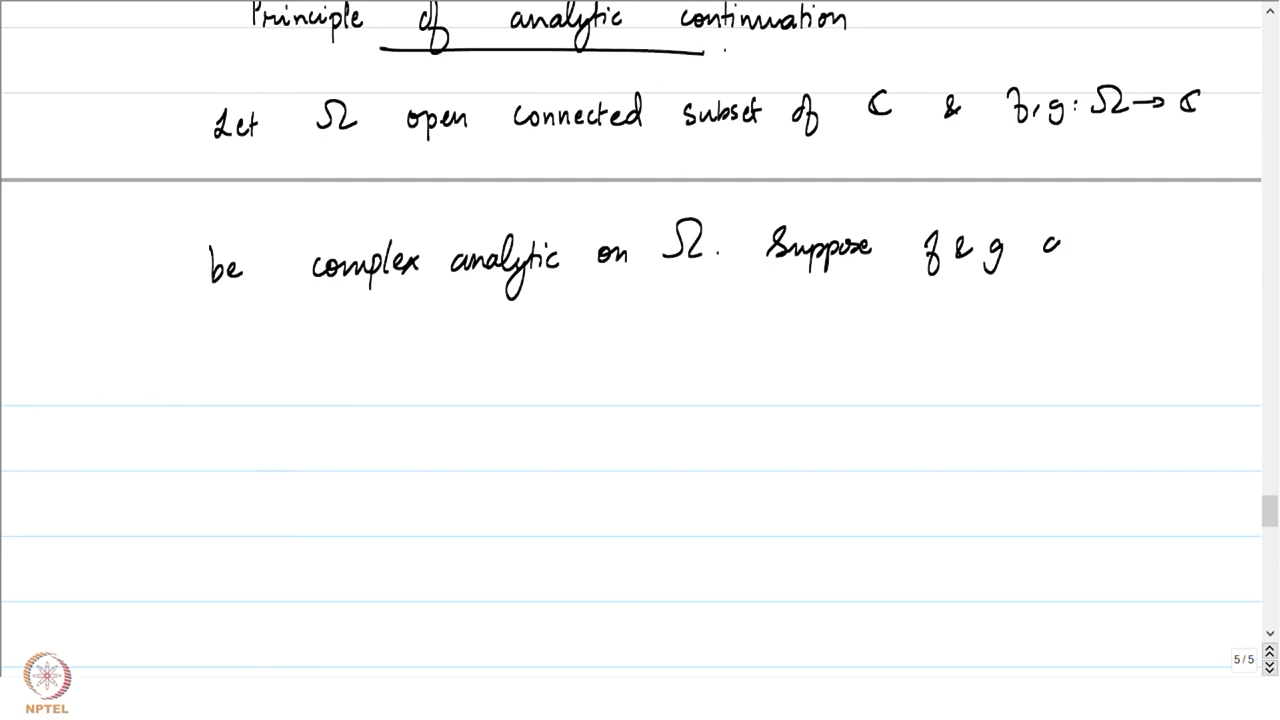 Principle of analytic continuation
Let Ω open connected subset of ℂ & f, g : Ω → ℂ
be complex analytic on Ω. Suppose f & g
5 / 5
NPTEL